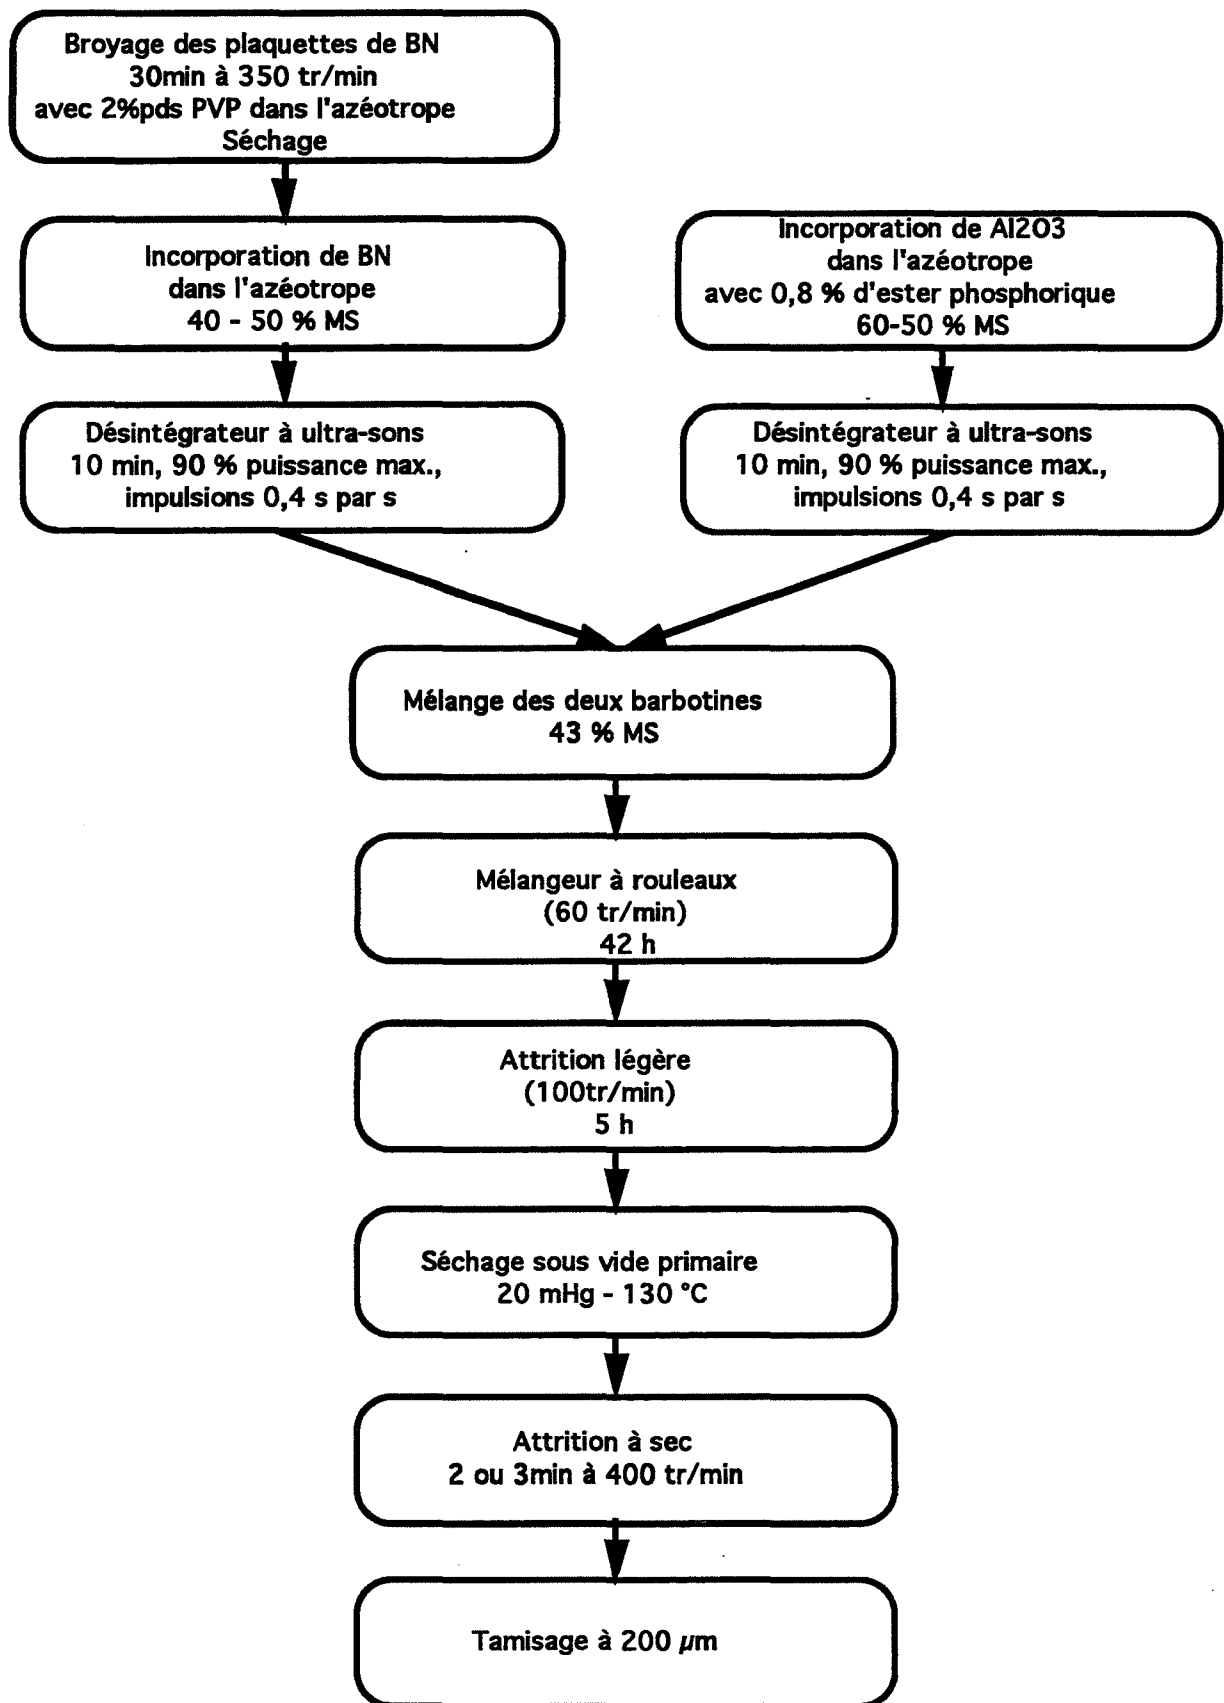 Broyage des plaquettes de BN
30min à 350 tr/min
avec 2%pds PVP dans l'azéotrope
Séchage
Incorporation de BN
dans l'azéotrope
40 - 50 % MS
Incorporation de Al2O3
dans l'azéotrope
avec 0,8 % d'ester phosphorique
60-50 % MS
Désintégrateur à ultra-sons
10 min, 90 % puissance max.,
impulsions 0,4 s par s
Désintégrateur à ultra-sons
10 min, 90 % puissance max.,
impulsions 0,4 s par s
Mélange des deux barbotines
43 % MS
Mélangeur à rouleaux
(60 tr/min)
42 h
Attrition légère
(100tr/min)
5 h
Séchage sous vide primaire
20 mHg - 130 °C
Attrition à sec
2 ou 3min à 400 tr/min
Tamisage à 200 µm